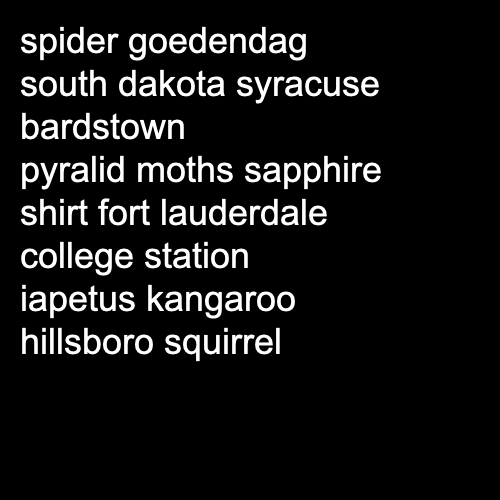 spider goedendag
south dakota syracuse
bardstown
pyralid moths sapphire
shirt fort lauderdale
college station
iapetus kangaroo
hillsboro squirrel